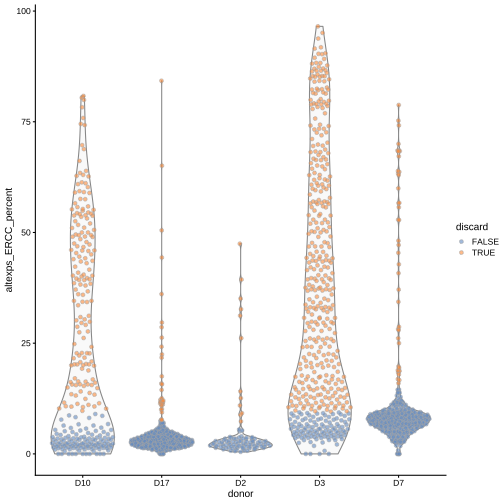 100
75
50
25
0
altexps_ERCC_percent
D10 D17 D2 D3 D7
donor
discard
FALSE
TRUE